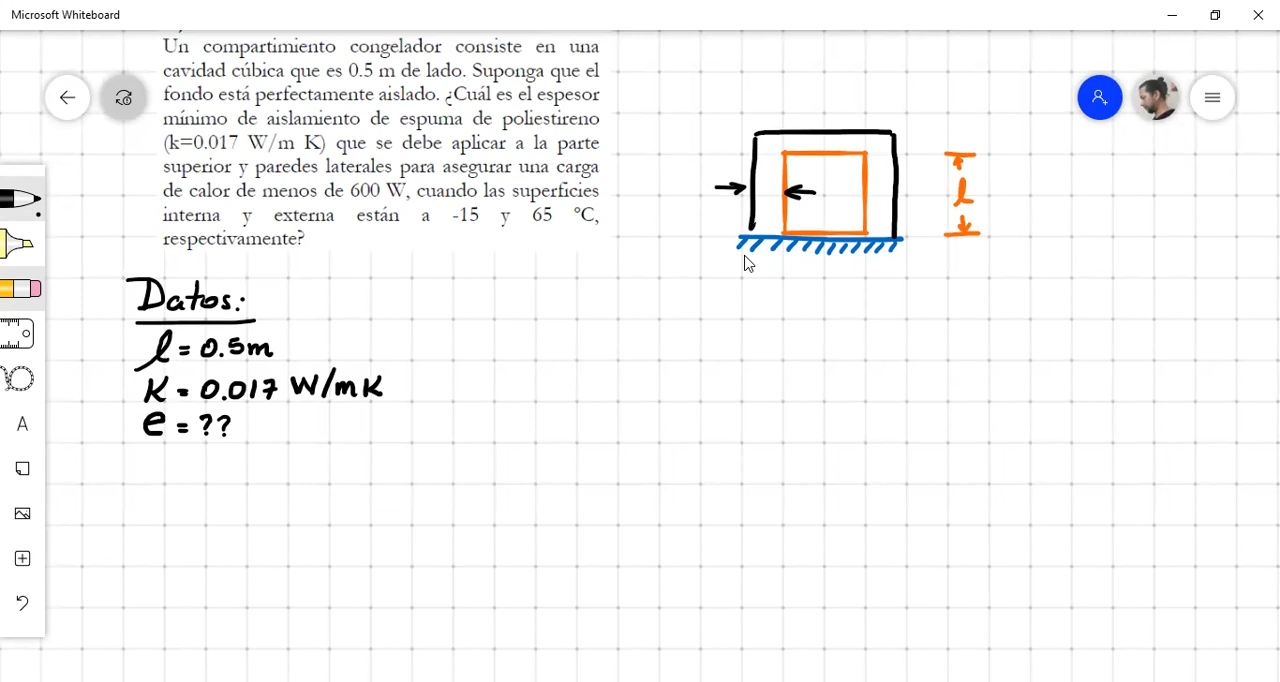 Microsoft Whiteboard
Un compartimiento congelador consiste en una
cavidad cúbica que es 0.5 m de lado. Suponga que el
fondo está perfectamente aislado. ¿Cuál es el espesor
mínimo de aislamiento de espuma de poliestireno
(k=0.017 W/m K) que se debe aplicar a la parte
superior y paredes laterales para asegurar una carga
de calor de menos de 600 W, cuando las superficies
interna y externa están a -15 y 65 °C,
respectivamente?
l
Datos:
l = 0.5m
K = 0.017 W/mK
e = ??
A